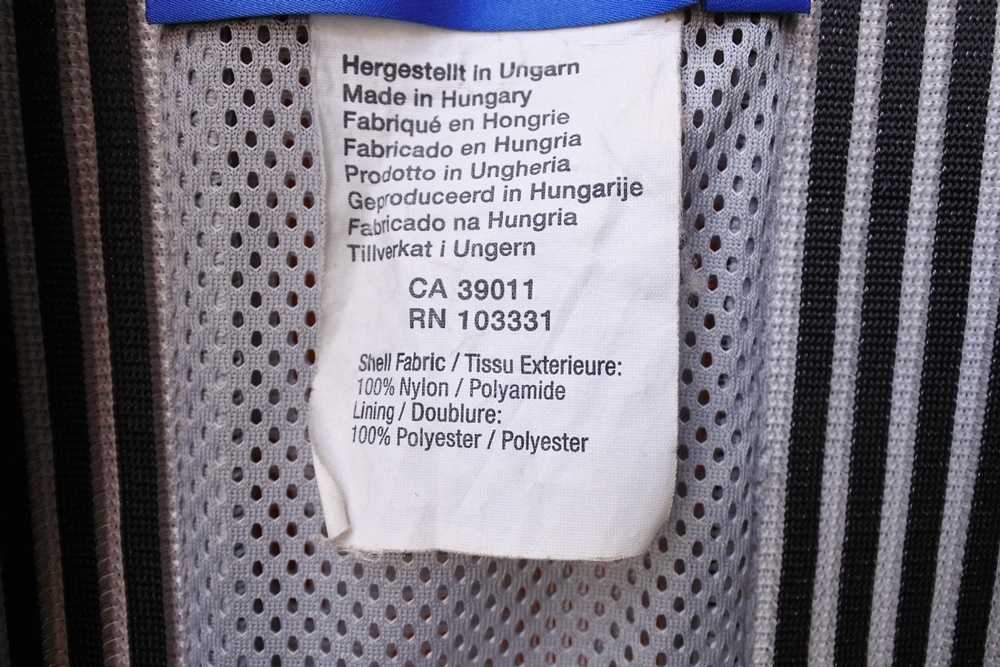 Hergestellt in Ungarn
Made in Hungary
Fabriqué en Hongrie
Fabricado en Hungria
Prodotto in Ungheria
Geproduceerd in Hungarije
Fabricado na Hungria
Tillverkat i Ungern
CA 39011
RN 103331
Shell Fabric / Tissu Exterieure:
100% Nylon / Polyamide
Lining / Doublure:
100% Polyester / Polyester